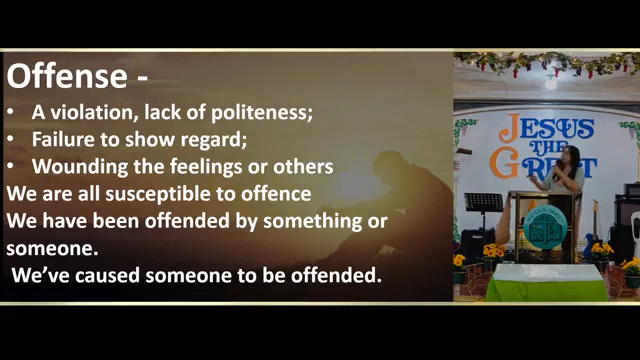 Offense -
• A violation, lack of politeness;
• Failure to show regard;
• Wounding the feelings or others
We are all susceptible to offence
We have been offended by something or
someone.
We’ve caused someone to be offended.
JESUS
THE
GREAT